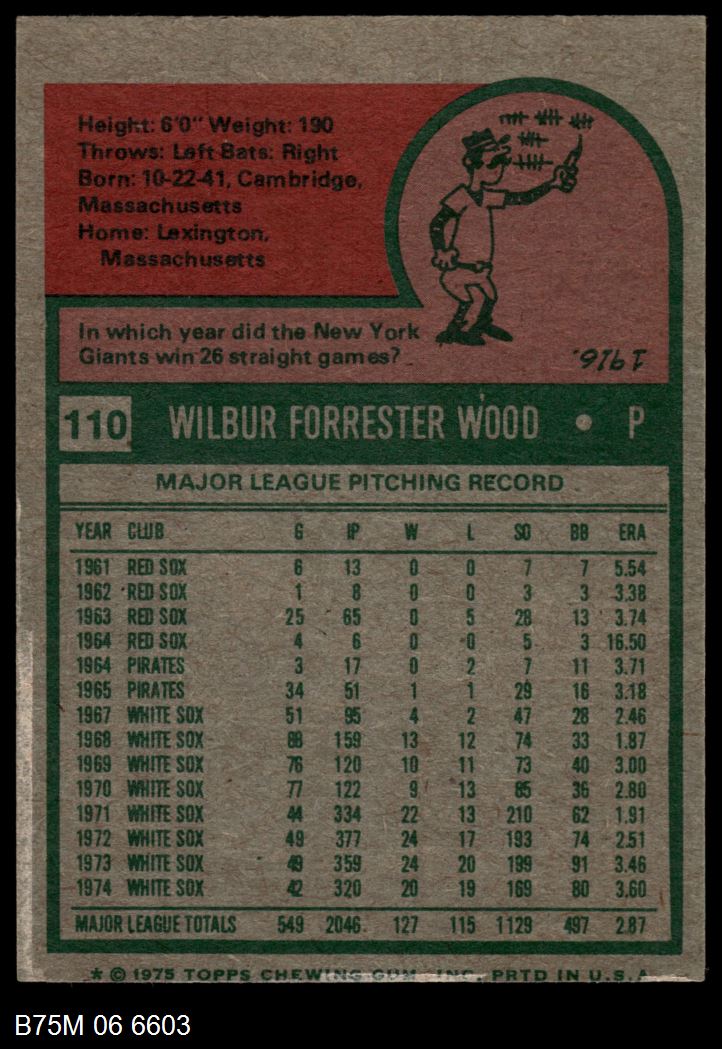 Height: 6'0" Weight: 190
Throws: Left Bats: Right
Born: 10-22-41, Cambridge,
Massachusetts
Home: Lexington,
Massachusetts
In which year did the New York
Giants win 26 straight games?
1916.
110 WILBUR FORRESTER WOOD • P
MAJOR LEAGUE PITCHING RECORD
YEAR CLUB G IP W L SO BB ERA
1961 RED SOX 6 13 0 0 7 7 5.54
1962 RED SOX 1 8 0 0 3 3 3.38
1963 RED SOX 25 65 0 5 28 13 3.74
1964 RED SOX 4 6 0 0 5 3 16.50
1964 PIRATES 3 17 0 2 7 11 3.71
1965 PIRATES 34 51 1 1 29 16 3.18
1967 WHITE SOX 51 95 4 2 47 28 2.46
1968 WHITE SOX 88 159 13 12 74 33 1.87
1969 WHITE SOX 76 120 10 11 73 40 3.00
1970 WHITE SOX 77 122 9 13 85 36 2.80
1971 WHITE SOX 44 334 22 13 210 62 1.91
1972 WHITE SOX 49 377 24 17 193 74 2.51
1973 WHITE SOX 49 359 24 20 199 91 3.46
1974 WHITE SOX 42 320 20 19 169 80 3.60
MAJOR LEAGUE TOTALS 549 2046 127 115 1129 497 2.87
* © 1975 TOPPS CHEWING GUM, INC. PRTD IN U.S.A.
B75M 06 6603